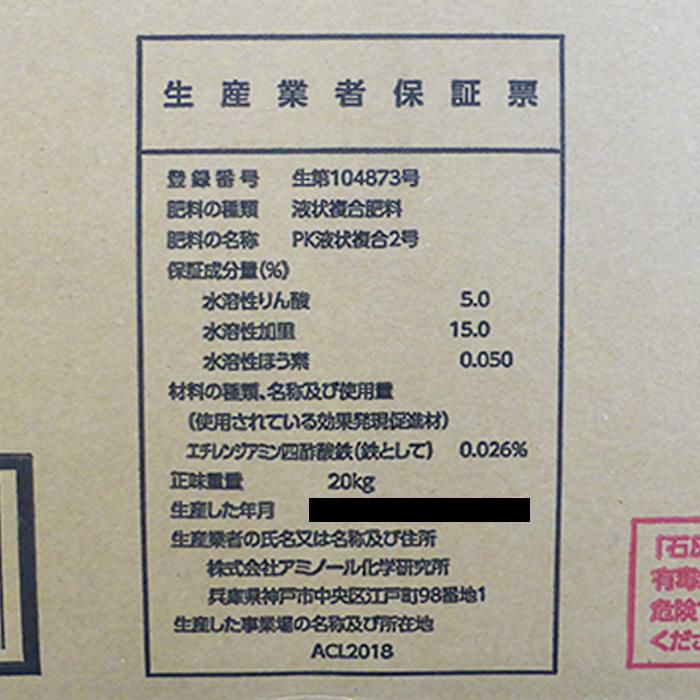 生産業者保証票
登録番号 生第104873号
肥料の種類 液状複合肥料
肥料の名称 PK液状複合2号
保証成分量(%)
水溶性りん酸 5.0
水溶性加里 15.0
水溶性ほう素 0.050
材料の種類、名称及び使用量
(使用されている効果発現促進材)
エチレンジアミン四酢酸鉄(鉄として) 0.026%
正味重量 20kg
生産した年月
生産業者の氏名又は名称及び住所
株式会社アミノール化学研究所
兵庫県神戸市中央区江戸町98番地1
生産した事業場の名称及び所在地
ACL2018
「石灰
有毒
危険
くださ